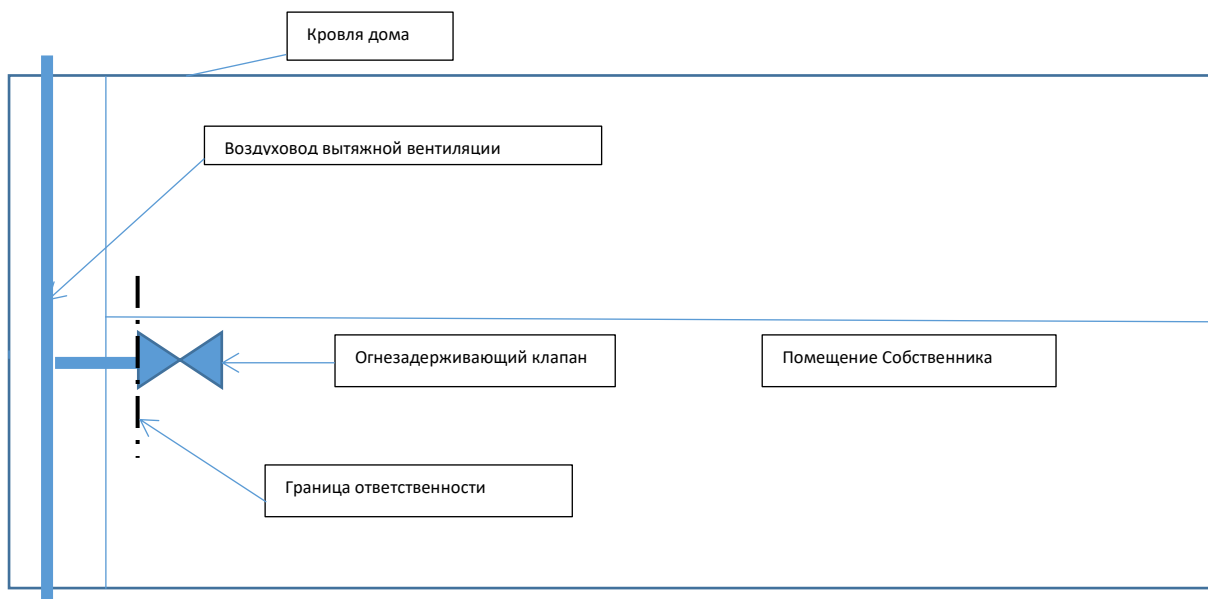 Кровля дома
Воздуховод вытяжной вентиляции
Огнезадерживающий клапан
Помещение Собственника
Граница ответственности